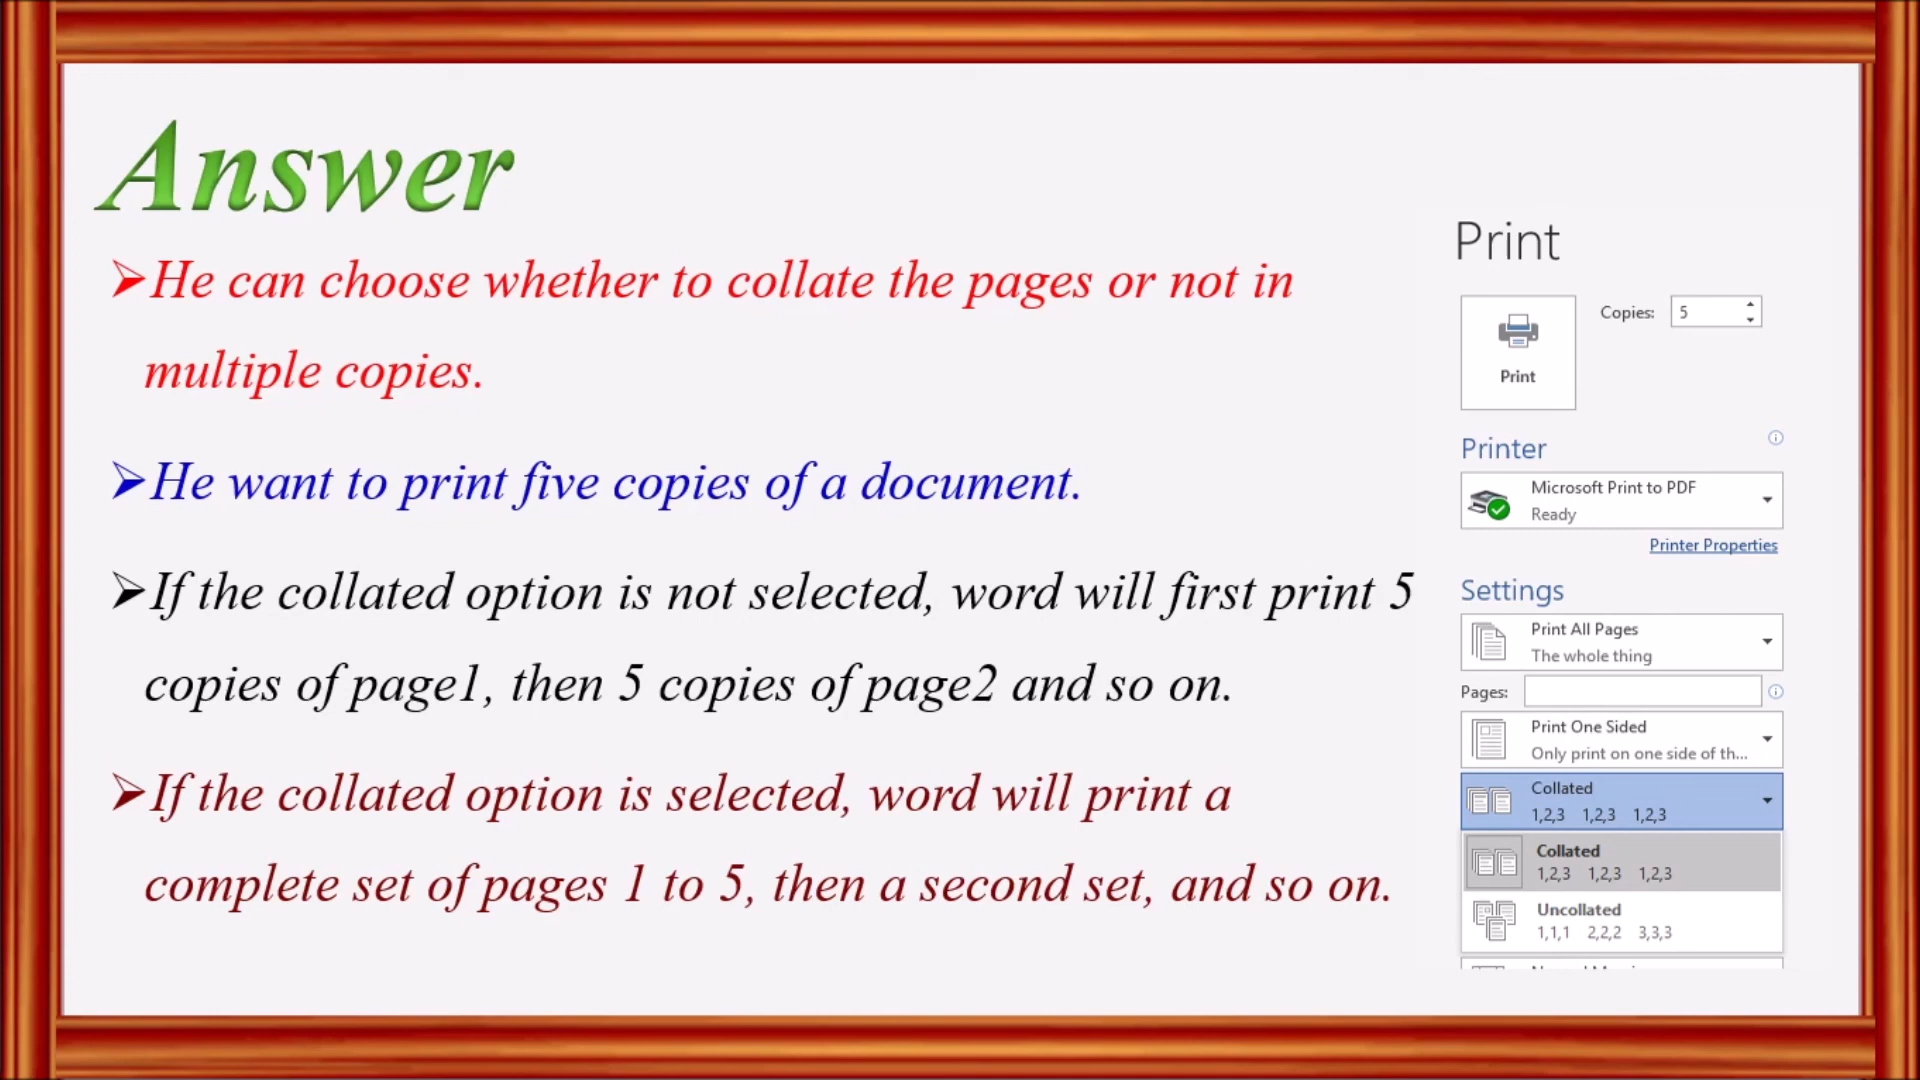 Answer
➢He can choose whether to collate the pages or not in
multiple copies.
➢He want to print five copies of a document.
➢If the collated option is not selected, word will first print 5
copies of page1, then 5 copies of page2 and so on.
➢If the collated option is selected, word will print a
complete set of pages 1 to 5, then a second set, and so on.
Print
Copies: 5
Print
Printer
Microsoft Print to PDF
Ready
Printer Properties
Settings
Print All Pages
The whole thing
Pages:
Print One Sided
Only print on one side of th...
Collated
1,2,3 1,2,3 1,2,3
Collated
1,2,3 1,2,3 1,2,3
Uncollated
1,1,1 2,2,2 3,3,3